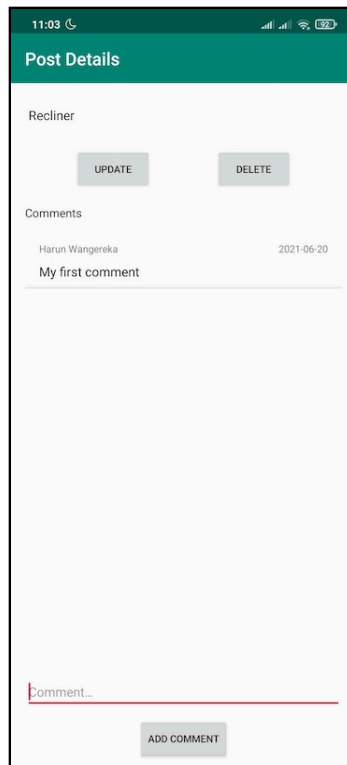 11:03
92
Post Details
Recliner
UPDATE DELETE
Comments
Harun Wangereka 2021-06-20
My first comment
Comment...
ADD COMMENT